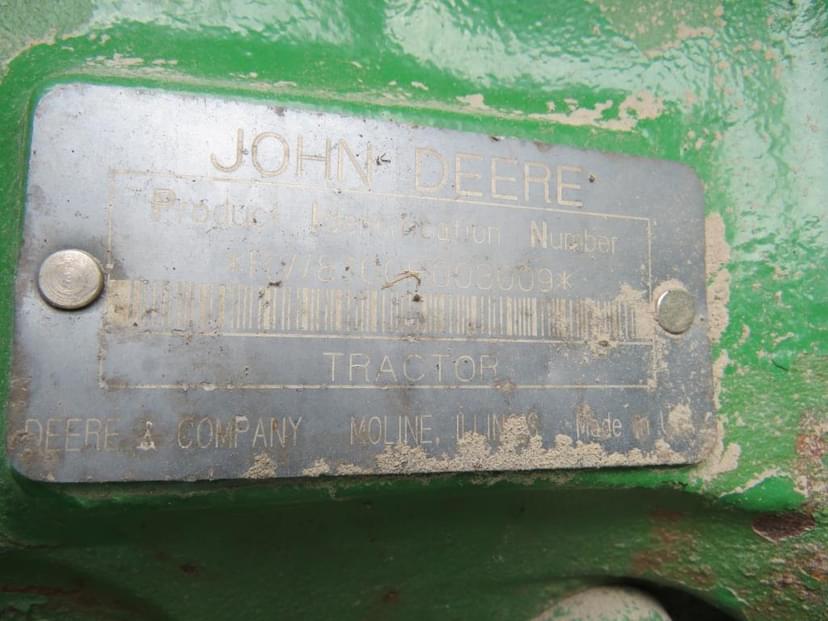 JOHN DEERE
Product Identification Number
TRACTOR
DEERE & COMPANY MOLINE, ILLINOIS Made in